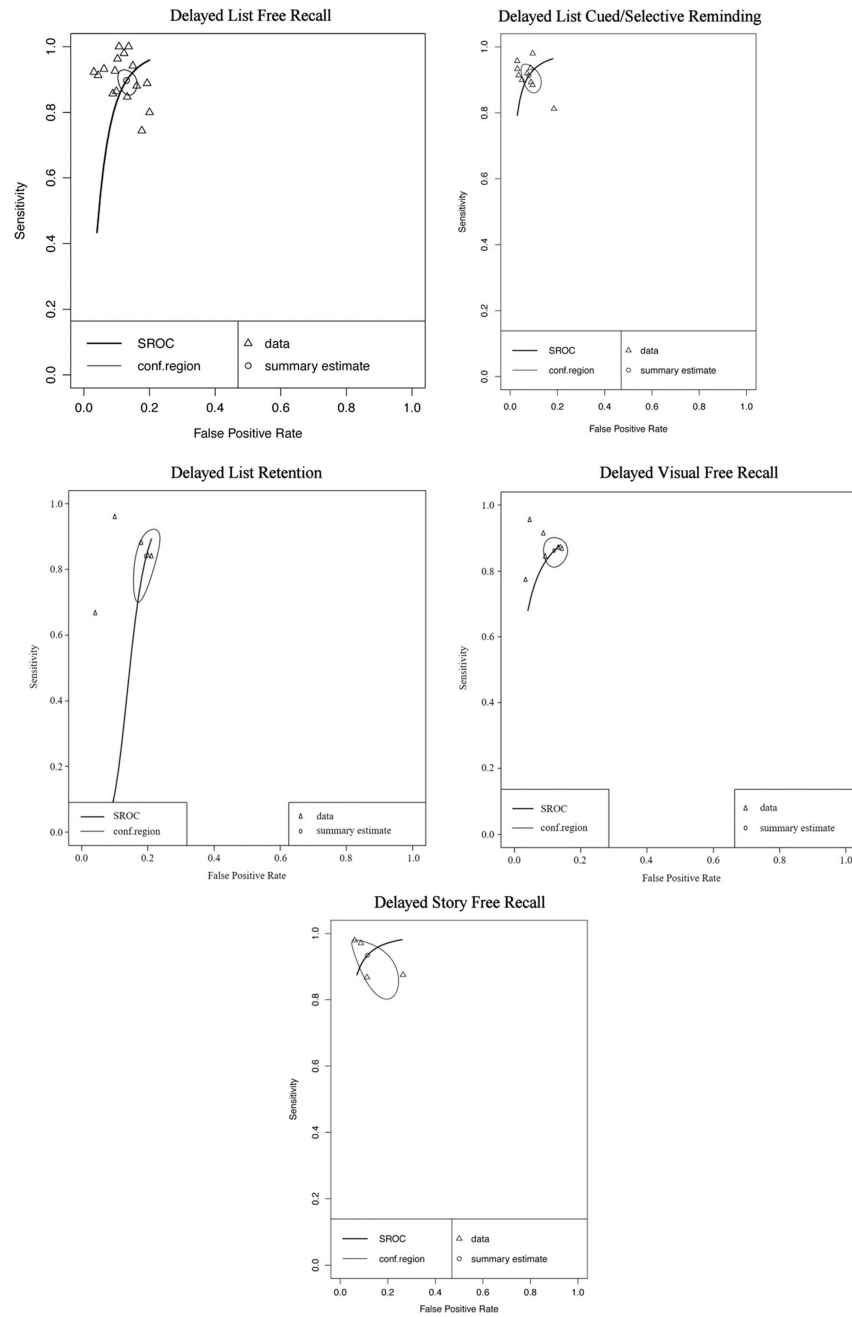 Delayed List Free Recall
Sensitivity
1.0
0.8
0.6
0.4
0.2
0.0
SROC
conf.region
data
summary estimate
0.0 0.2 0.4 0.6 0.8 1.0
False Positive Rate
Delayed List Cued/Selective Reminding
Sensitivity
1.0
0.8
0.6
0.4
0.2
0.0
SROC
conf.region
data
summary estimate
0.0 0.2 0.4 0.6 0.8 1.0
False Positive Rate
Delayed List Retention
Sensitivity
1.0
0.8
0.6
0.4
0.2
0.0
SROC
conf.region
data
summary estimate
0.0 0.2 0.4 0.6 0.8 1.0
False Positive Rate
Delayed Visual Free Recall
Sensitivity
1.0
0.8
0.6
0.4
0.2
0.0
SROC
conf.region
data
summary estimate
0.0 0.2 0.4 0.6 0.8 1.0
False Positive Rate
Delayed Story Free Recall
Sensitivity
1.0
0.8
0.6
0.4
0.2
0.0
SROC
conf.region
data
summary estimate
0.0 0.2 0.4 0.6 0.8 1.0
False Positive Rate